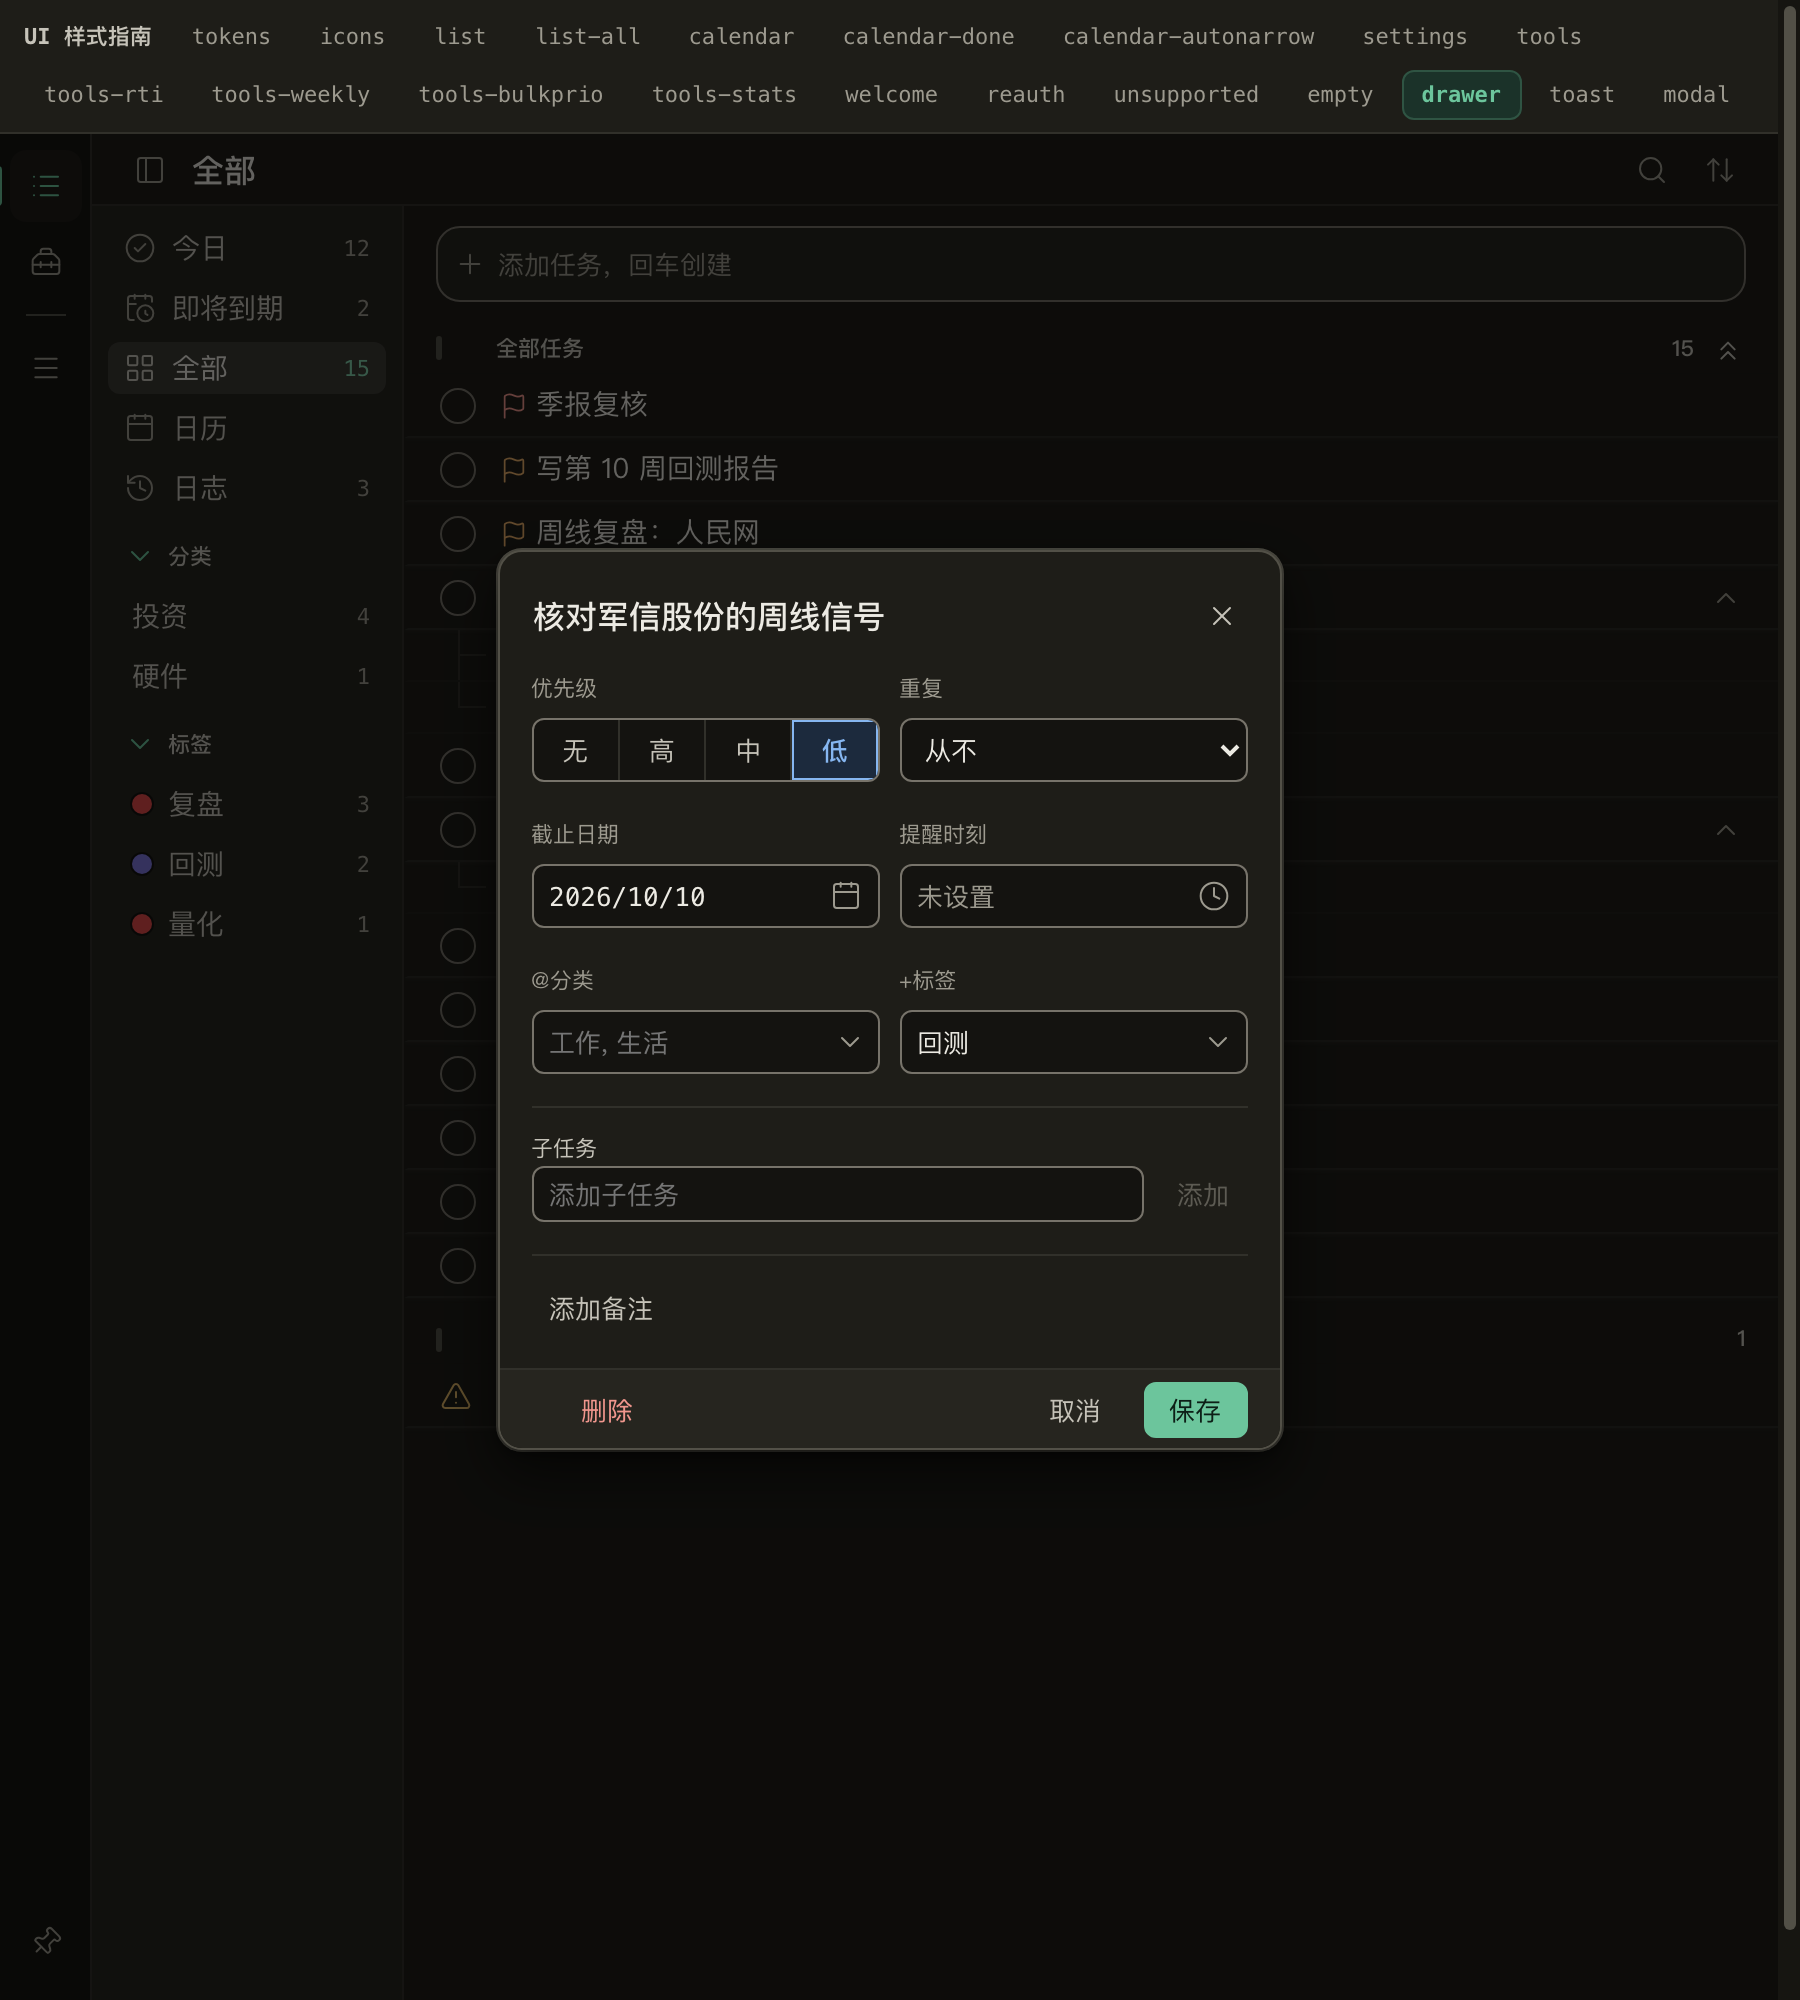 UI 样式指南 tokens icons list list-all calendar calendar-done calendar-autonarrow settings tools
tools-rti tools-weekly tools-bulkprio tools-stats welcome reauth unsupported empty drawer toast modal
全部
今日 12
即将到期 2
全部 15
日历
日志 3
分类
投资 4
硬件 1
标签
复盘 3
回测 2
量化 1
添加任务，回车创建
全部任务 15
季报复核
写第 10 周回测报告
周线复盘：人民网
核对军信股份的周线信号
优先级 重复
无 高 中 低 从不
截止日期 提醒时刻
2026/10/10 未设置
@分类 +标签
工作, 生活 回测
子任务
添加子任务 添加
添加备注
1
删除 取消 保存